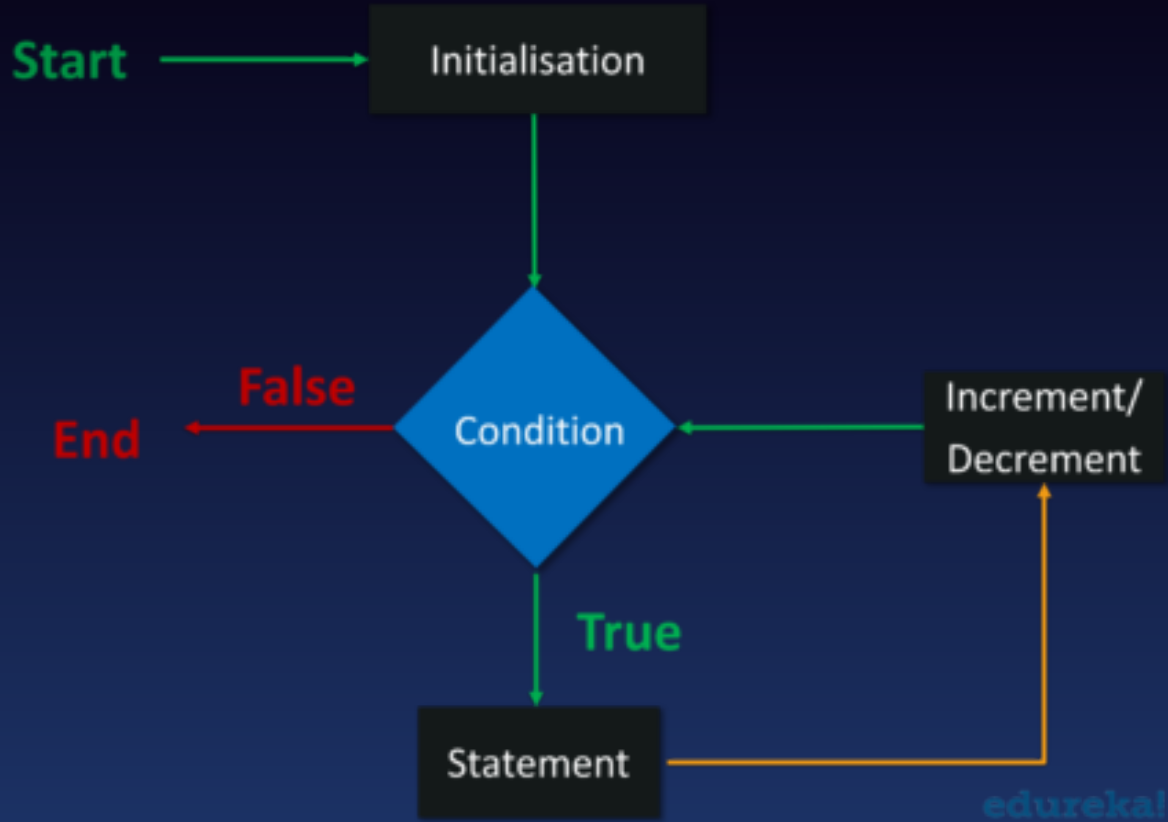 Start
Initialisation
False
End
Condition
Increment/
Decrement
True
Statement
edureka!